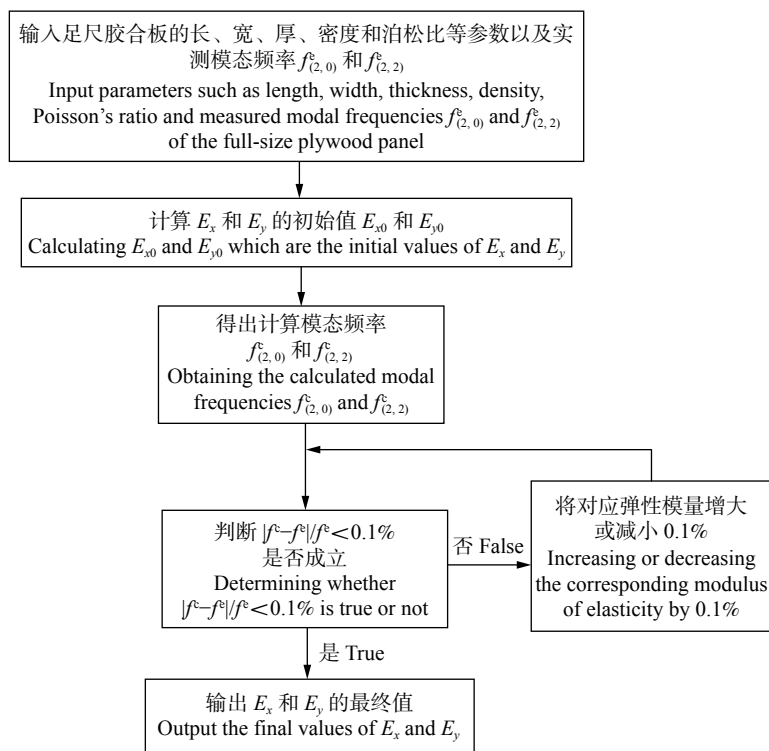 输入足尺胶合板的长、宽、厚、密度和泊松比等参数以及实
测模态频率 f^e_(2, 0) 和 f^e_(2, 2)
Input parameters such as length, width, thickness, density,
Poisson’s ratio and measured modal frequencies f^e_(2, 0) and f^e_(2, 2)
of the full-size plywood panel
计算 E_x 和 E_y 的初始值 E_x0 和 E_y0
Calculating E_x0 and E_y0 which are the initial values of E_x and E_y
得出计算模态频率
f^c_(2, 0) 和 f^c_(2, 2)
Obtaining the calculated modal
frequencies f^c_(2, 0) and f^c_(2, 2)
判断 |f^c−f^e|/f^e<0.1%
是否成立
Determining whether
|f^c−f^e|/f^e<0.1% is true or not
否 False
将对应弹性模量增大
或减小 0.1%
Increasing or decreasing
the corresponding modulus
of elasticity by 0.1%
是 True
输出 E_x 和 E_y 的最终值
Output the final values of E_x and E_y